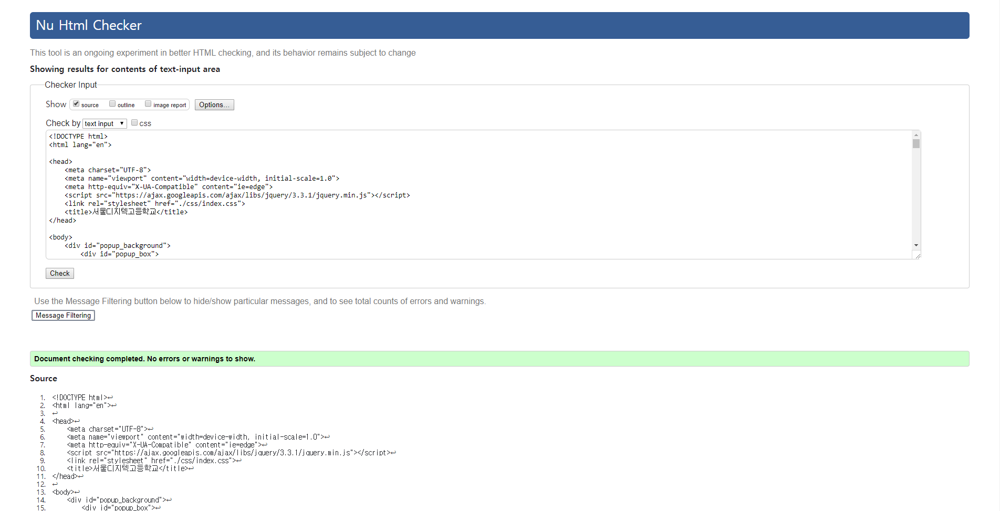 Nu Html Checker
This tool is an ongoing experiment in better HTML checking, and its behavior remains subject to change
Showing results for contents of text-input area
Checker Input
Show source outline image report Options...
Check by text input css
<!DOCTYPE html>
<html lang="en">
<head>
<meta charset="UTF-8">
<meta name="viewport" content="width=device-width, initial-scale=1.0">
<meta http-equiv="X-UA-Compatible" content="ie=edge">
<script src="https://ajax.googleapis.com/ajax/libs/jquery/3.3.1/jquery.min.js"></script>
<link rel="stylesheet" href="./css/index.css">
<title>서울디지텍고등학교</title>
</head>
<body>
<div id="popup_background">
<div id="popup_box">
Check
Use the Message Filtering button below to hide/show particular messages, and to see total counts of errors and warnings.
Message Filtering
Document checking completed. No errors or warnings to show.
Source
1. <!DOCTYPE html>↩
2. <html lang="en">↩
3. ↩
4. <head>↩
5. <meta charset="UTF-8">↩
6. <meta name="viewport" content="width=device-width, initial-scale=1.0">↩
7. <meta http-equiv="X-UA-Compatible" content="ie=edge">↩
8. <script src="https://ajax.googleapis.com/ajax/libs/jquery/3.3.1/jquery.min.js"></script>↩
9. <link rel="stylesheet" href="./css/index.css">↩
10. <title>서울디지텍고등학교</title>↩
11. </head>↩
12. ↩
13. <body>↩
14. <div id="popup_background">↩
15. <div id="popup_box">↩